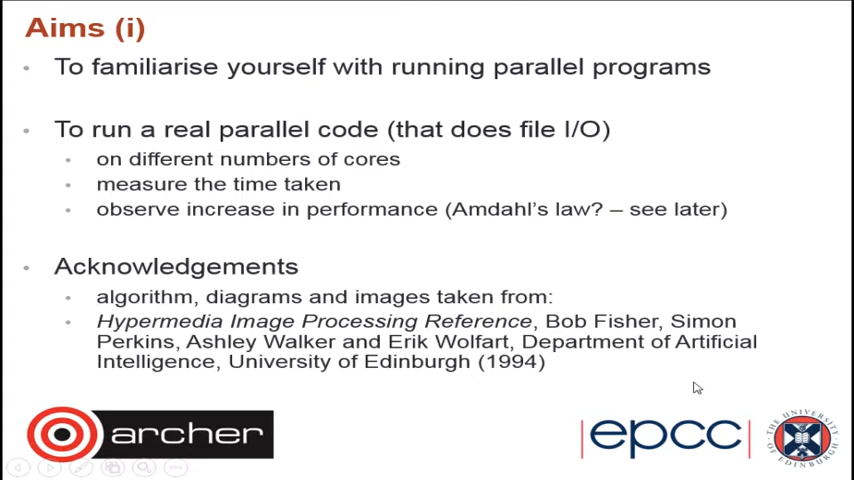 Aims (i)
To familiarise yourself with running parallel programs
To run a real parallel code (that does file I/O)
on different numbers of cores
measure the time taken
observe increase in performance (Amdahl's law? – see later)
Acknowledgements
algorithm, diagrams and images taken from:
Hypermedia Image Processing Reference, Bob Fisher, Simon
Perkins, Ashley Walker and Erik Wolfart, Department of Artificial
Intelligence, University of Edinburgh (1994)
archer
epcc
THE UNIVERSITY OF EDINBURGH